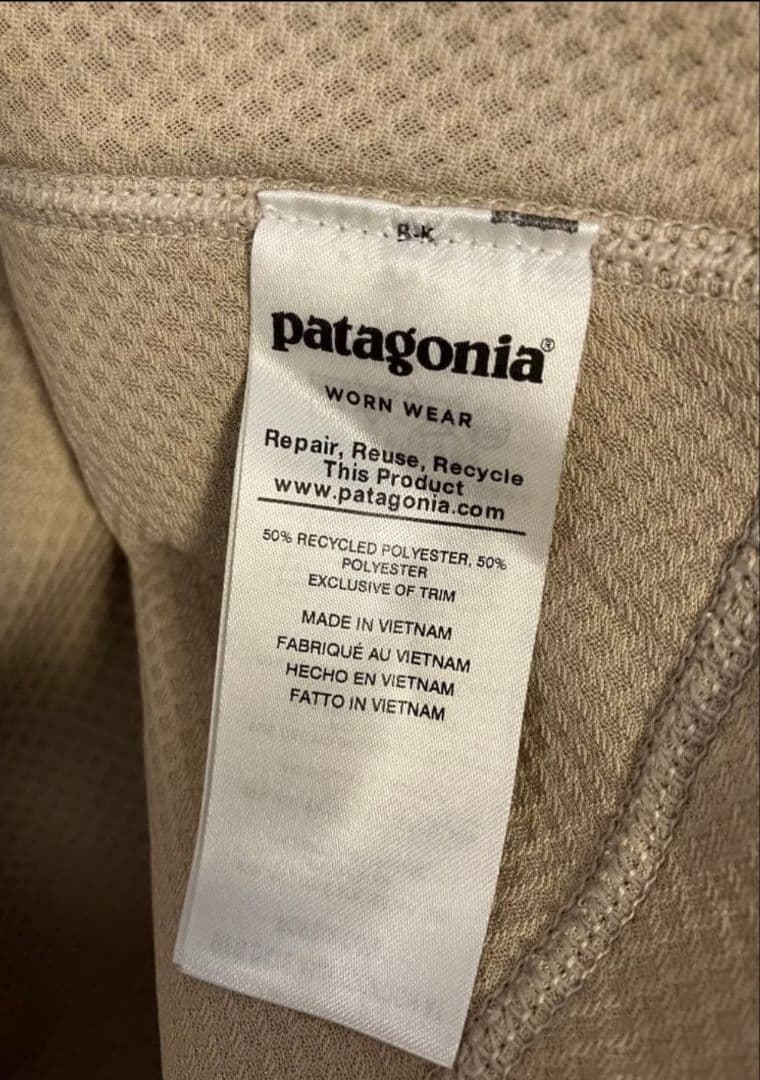 B-K
patagonia®
WORN WEAR
Repair, Reuse, Recycle
This Product
www.patagonia.com
50% RECYCLED POLYESTER, 50%
POLYESTER
EXCLUSIVE OF TRIM
MADE IN VIETNAM
FABRIQUÉ AU VIETNAM
HECHO EN VIETNAM
FATTO IN VIETNAM